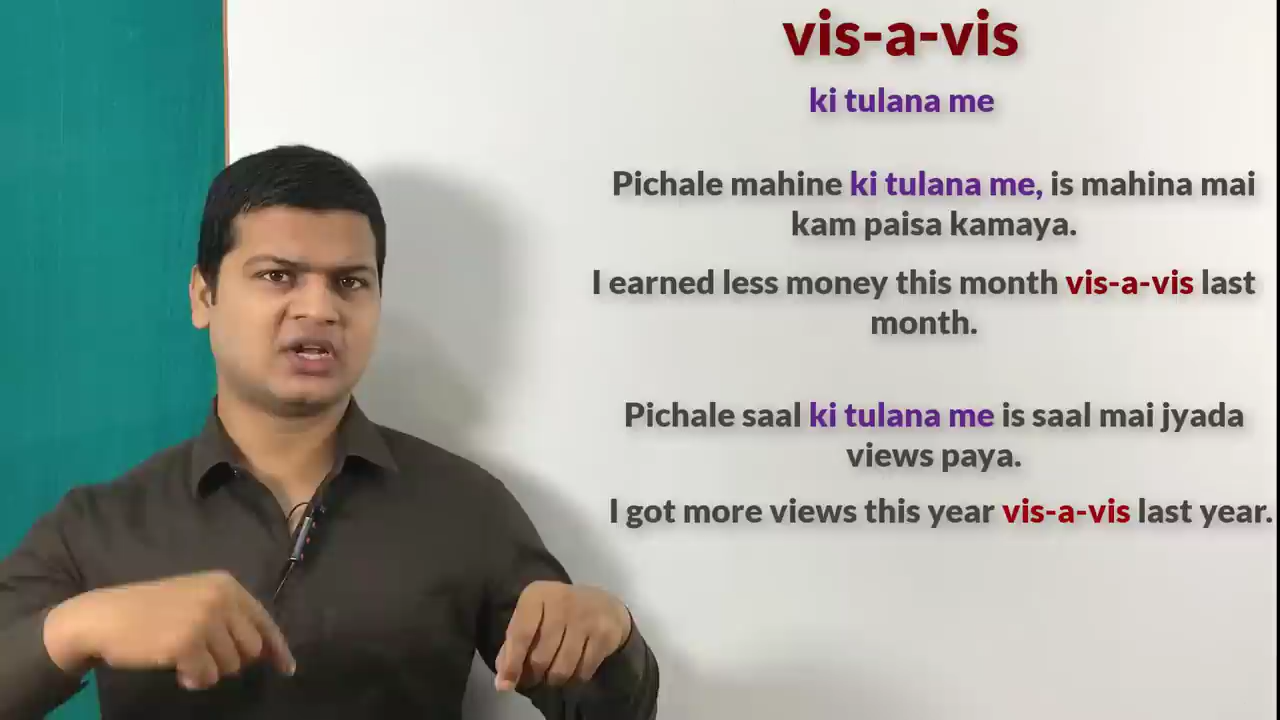 vis-a-vis
ki tulana me
Pichale mahine ki tulana me, is mahina mai
kam paisa kamaya.
I earned less money this month vis-a-vis last
month.
Pichale saal ki tulana me is saal mai jyada
views paya.
I got more views this year vis-a-vis last year.